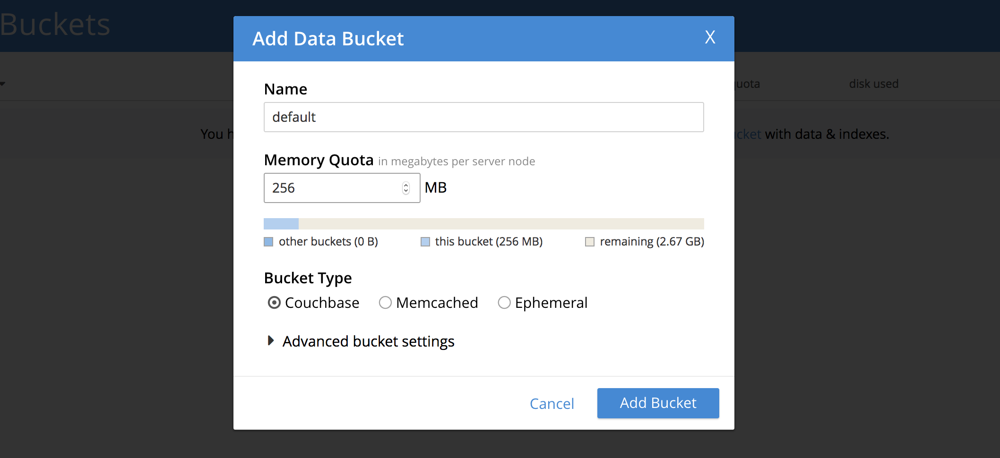 Buckets
Add Data Bucket X
disk used
Name
default
You
with data & indexes.
Memory Quota in megabytes per server node
256 MB
other buckets (0 B) this bucket (256 MB) remaining (2.67 GB)
Bucket Type
Couchbase Memcached Ephemeral
Advanced bucket settings
Cancel Add Bucket